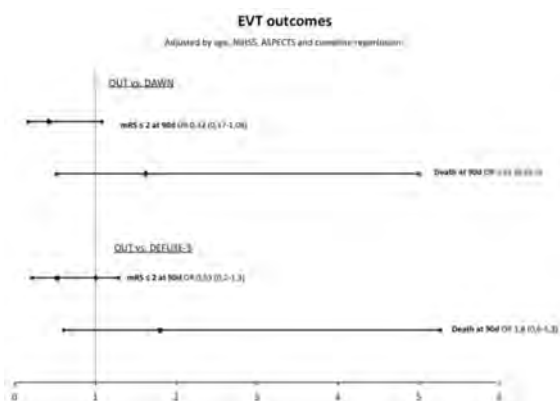 EVT outcomes
Adjusted by age, NIHSS, ASPECTS and complete reperfusion
OUT vs. DAWN
mRS ≤ 2 at 90d OR 0,42 (0,17-1,08)
Death at 90d OR
OUT vs. DEFUSE-3
mRS ≤ 2 at 90d OR 0,53 (0,2-1,3)
Death at 90d OR 1,8 (0,6-5,3)
0 1 2 3 4 5 6